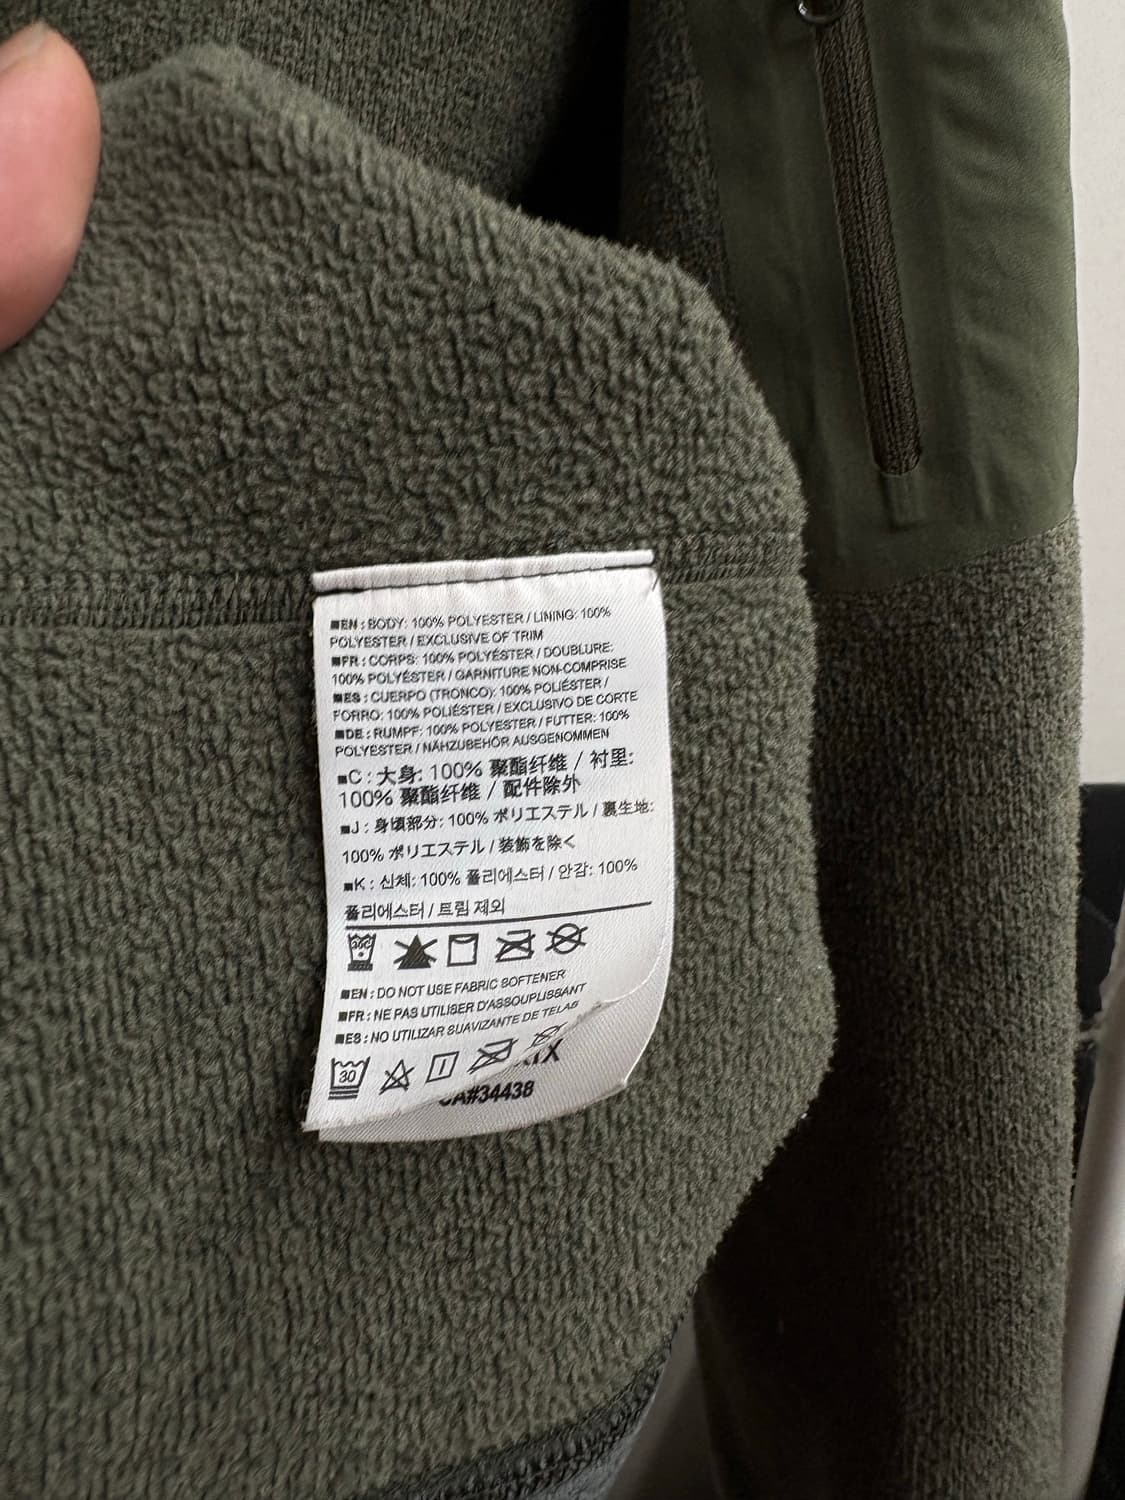 ■EN : BODY: 100% POLYESTER / LINING: 100%
POLYESTER / EXCLUSIVE OF TRIM
■FR : CORPS: 100% POLYÉSTER / DOUBLURE:
100% POLYÉSTER / GARNITURE NON-COMPRISE
■ES : CUERPO (TRONCO): 100% POLIÉSTER /
FORRO: 100% POLIÉSTER / EXCLUSIVO DE CORTE
■DE : RUMPF: 100% POLYESTER / FUTTER: 100%
POLYESTER / NÄHZUBEHÖR AUSGENOMMEN
■C : 大身: 100% 聚酯纤维 / 衬里:
100% 聚酯纤维 / 配件除外
■J : 身頃部分: 100% ポリエステル / 裏生地:
100% ポリエステル / 装飾を除く
■K : 신체: 100% 폴리에스터 / 안감: 100%
폴리에스터 / 트림 제외
30C
■EN : DO NOT USE FABRIC SOFTENER
■FR : NE PAS UTILISER D'ASSOUPLISSANT
■ES : NO UTILIZAR SUAVIZANTE DE TELAS
30
CA#34438